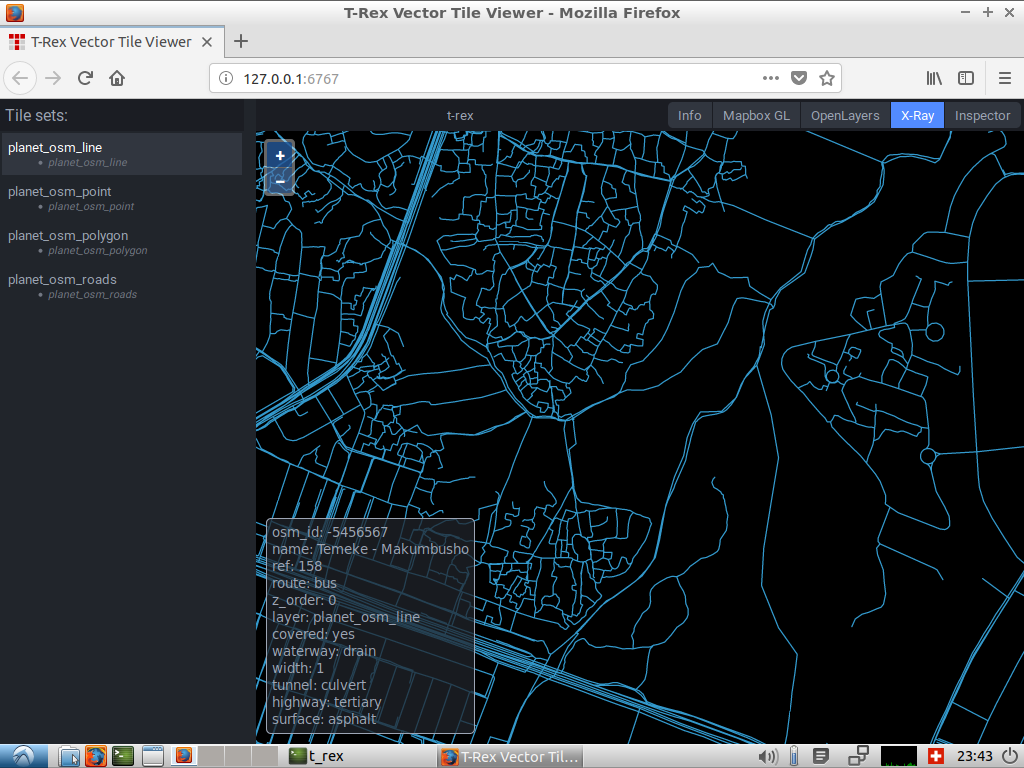 T-Rex Vector Tile Viewer - Mozilla Firefox
T-Rex Vector Tile Viewer
127.0.0.1:6767
Tile sets:
t-rex
Info
Mapbox GL
OpenLayers
X-Ray
Inspector
planet_osm_line
planet_osm_line
planet_osm_point
planet_osm_point
planet_osm_polygon
planet_osm_polygon
planet_osm_roads
planet_osm_roads
+
−
osm_id: -5456567
name: Temeke - Makumbusho
ref: 158
route: bus
z_order: 0
layer: planet_osm_line
covered: yes
waterway: drain
width: 1
tunnel: culvert
highway: tertiary
surface: asphalt
t_rex
T-Rex Vector Til...
23:43